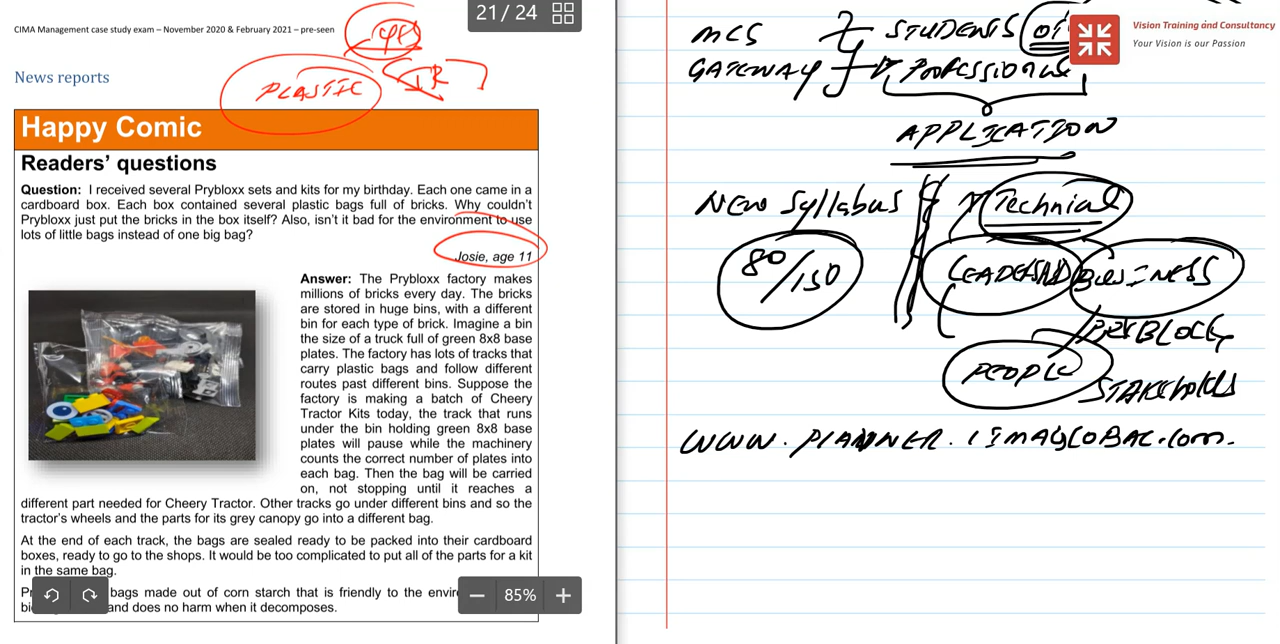 21 / 24
CIMA Management case study exam – November 2020 & February 2021 – pre-seen
News reports
PLASTIC
Happy Comic
Readers’ questions
Question: I received several Prybloxx sets and kits for my birthday. Each one came in a
cardboard box. Each box contained several plastic bags full of bricks. Why couldn’t
Prybloxx just put the bricks in the box itself? Also, isn’t it bad for the environment to use
lots of little bags instead of one big bag?
Josie, age 11
Answer: The Prybloxx factory makes
millions of bricks every day. The bricks
are stored in huge bins, with a different
bin for each type of brick. Imagine a bin
the size of a truck full of green 8x8 base
plates. The factory has lots of tracks that
carry plastic bags and follow different
routes past different bins. Suppose the
factory is making a batch of Cheery
Tractor Kits today, the track that runs
under the bin holding green 8x8 base
plates will pause while the machinery
counts the correct number of plates into
each bag. Then the bag will be carried
on, not stopping until it reaches a
different part needed for Cheery Tractor. Other tracks go under different bins and so the
tractor’s wheels and the parts for its grey canopy go into a different bag.
At the end of each track, the bags are sealed ready to be packed into their cardboard
boxes, ready to go to the shops. It would be too complicated to put all of the parts for a kit
in the same bag.
bags made out of corn starch that is friendly to the
and does no harm when it decomposes.
85%
MCS
STUDENTS
GATEWAY
PROFESSIONALS
APPLICATION
New Syllabus
Technical
80/150
LEADERSHIP
BUSINESS
PEOPLE
STAKEHOLDS
Vision Training and Consultancy
Your Vision is our Passion